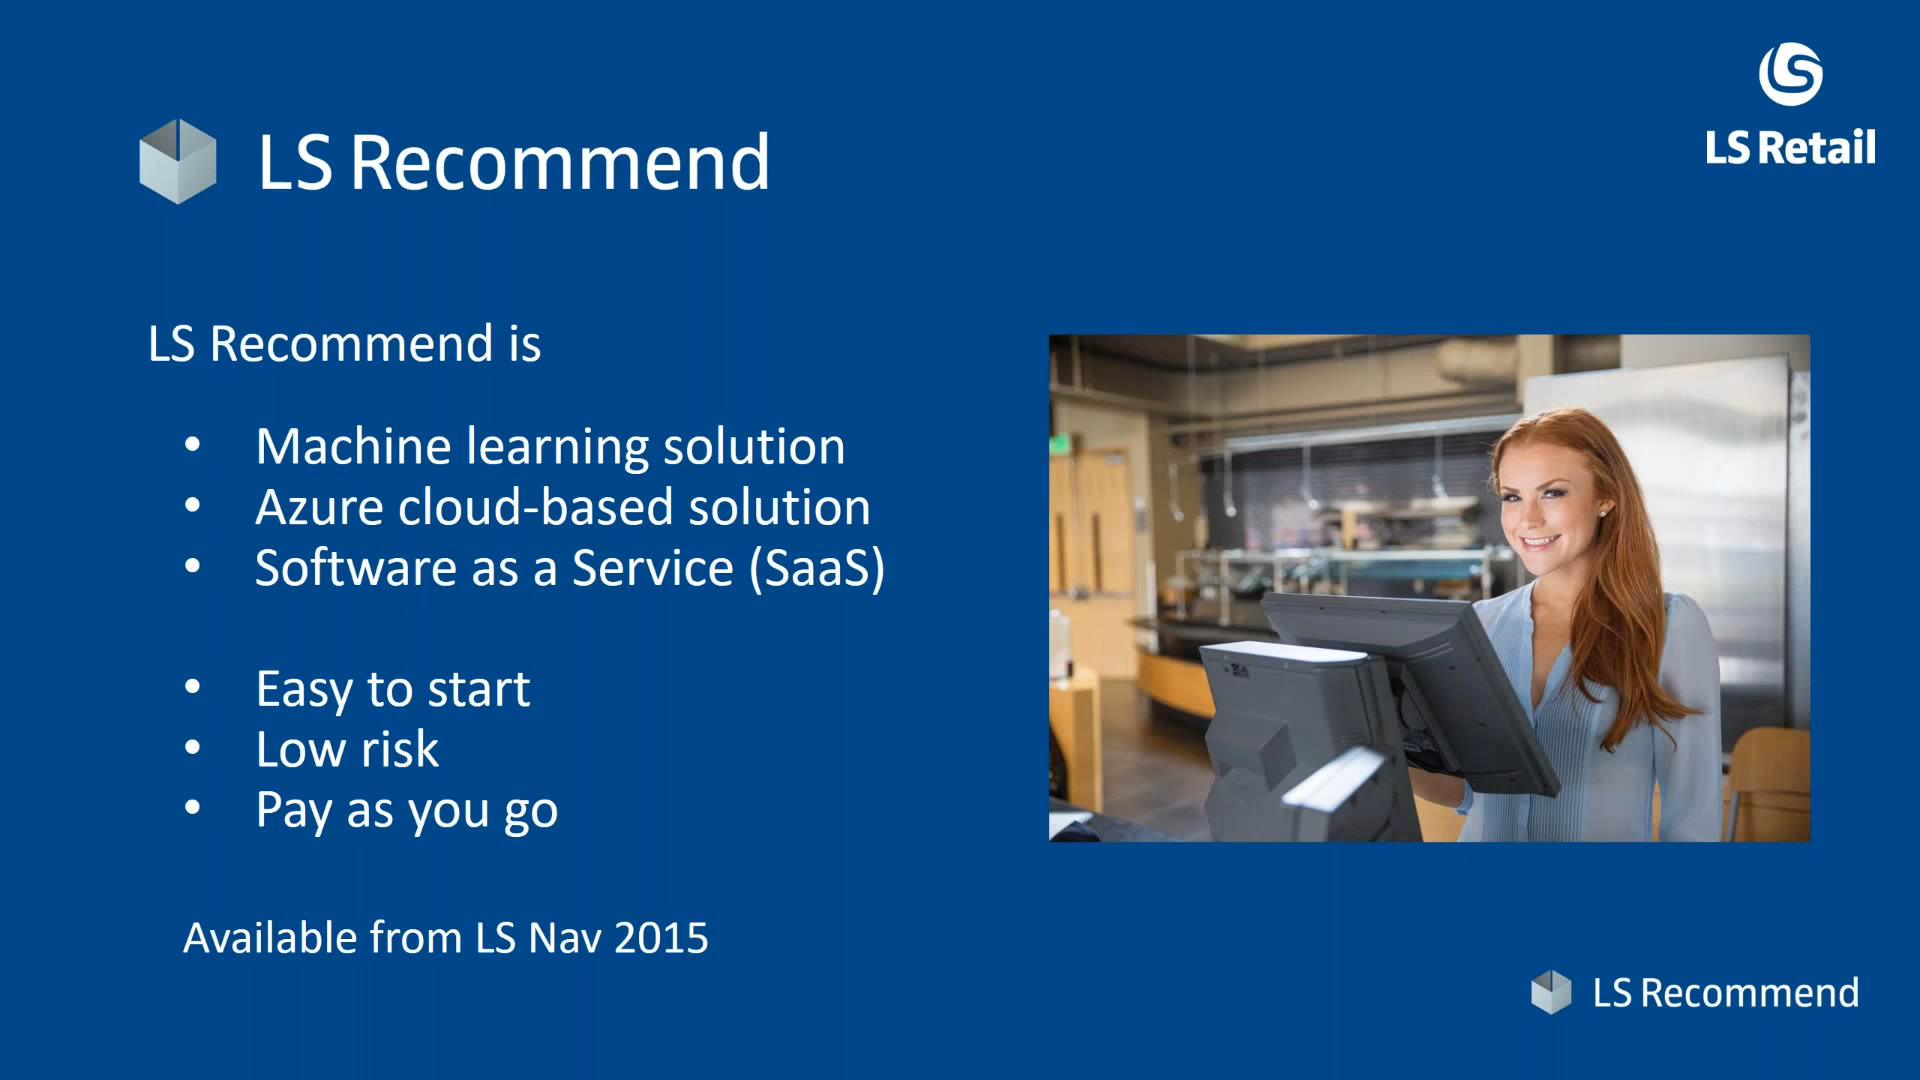 LS Retail
LS Recommend
LS Recommend is
• Machine learning solution
• Azure cloud-based solution
• Software as a Service (SaaS)
• Easy to start
• Low risk
• Pay as you go
Available from LS Nav 2015
LS Recommend